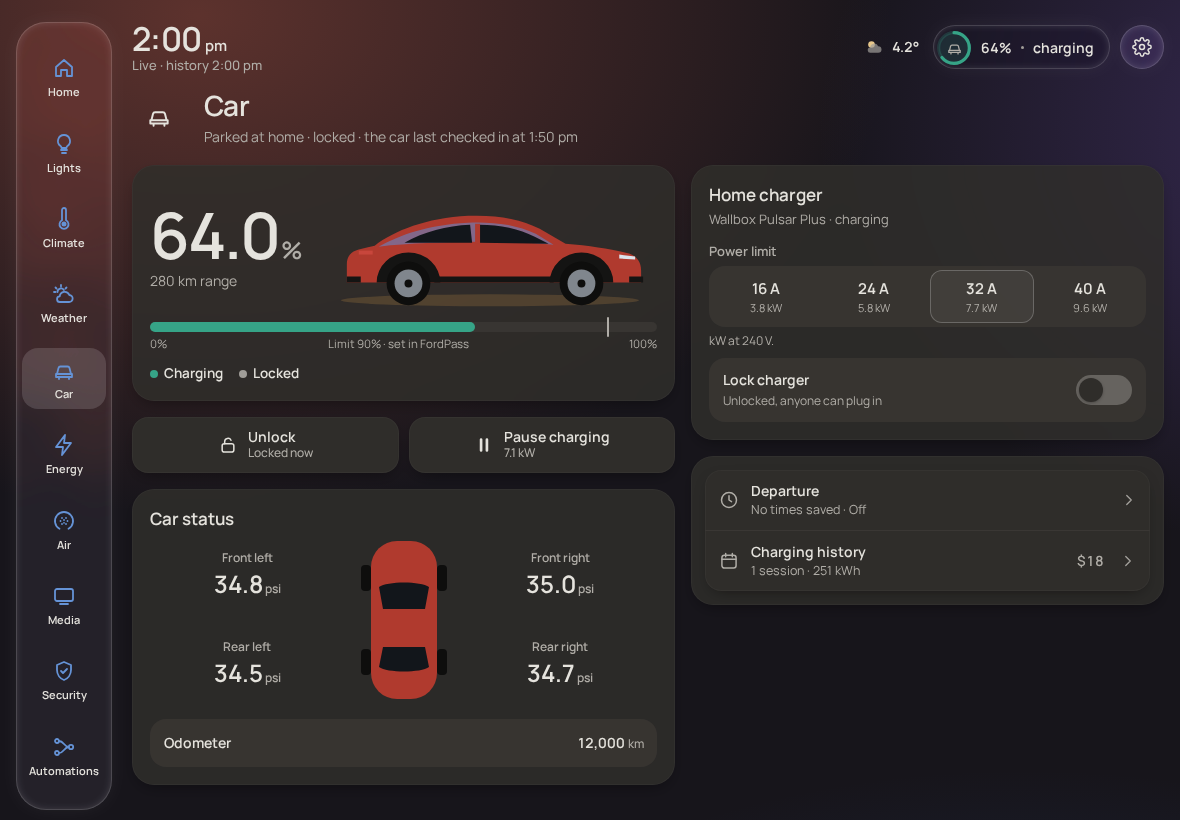 2:00 pm
Live · history 2:00 pm
4.2°
64% · charging
Home
Lights
Climate
Weather
Car
Energy
Air
Media
Security
Automations
Car
Parked at home · locked · the car last checked in at 1:50 pm
64.0%
280 km range
0%
Limit 90% · set in FordPass
100%
Charging
Locked
Unlock
Locked now
Pause charging
7.1 kW
Car status
Front left
34.8 psi
Front right
35.0 psi
Rear left
34.5 psi
Rear right
34.7 psi
Odometer
12,000 km
Home charger
Wallbox Pulsar Plus · charging
Power limit
16 A
3.8 kW
24 A
5.8 kW
32 A
7.7 kW
40 A
9.6 kW
kW at 240 V.
Lock charger
Unlocked, anyone can plug in
Departure
No times saved · Off
Charging history
1 session · 251 kWh
$18